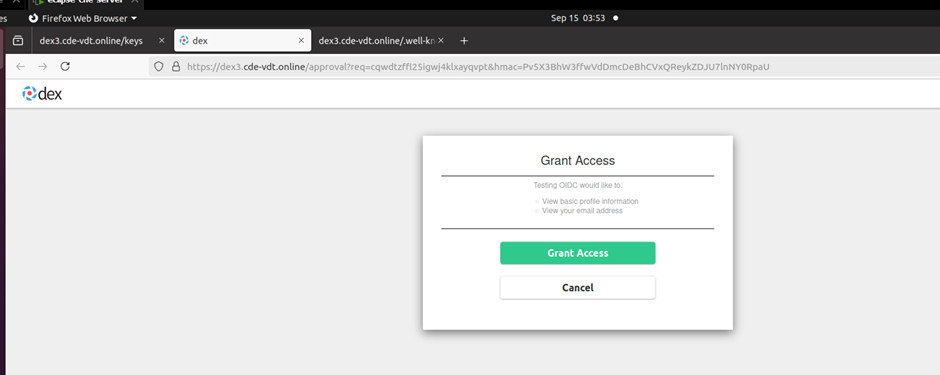 eclipse che server
es
Firefox Web Browser
Sep 15 03:53
dex3.cde-vdt.online/keys
dex
dex3.cde-vdt.online/.well-kn
https://dex3.cde-vdt.online/approval?req=cqwdtzffl25igwj4klxayqvpt&hmac=Pv5X3BhW3ffwVdDmcDeBhCVxQReykZDJU7lnNY0RpaU
dex
Grant Access
Testing OIDC would like to:
View basic profile information
View your email address
Grant Access
Cancel